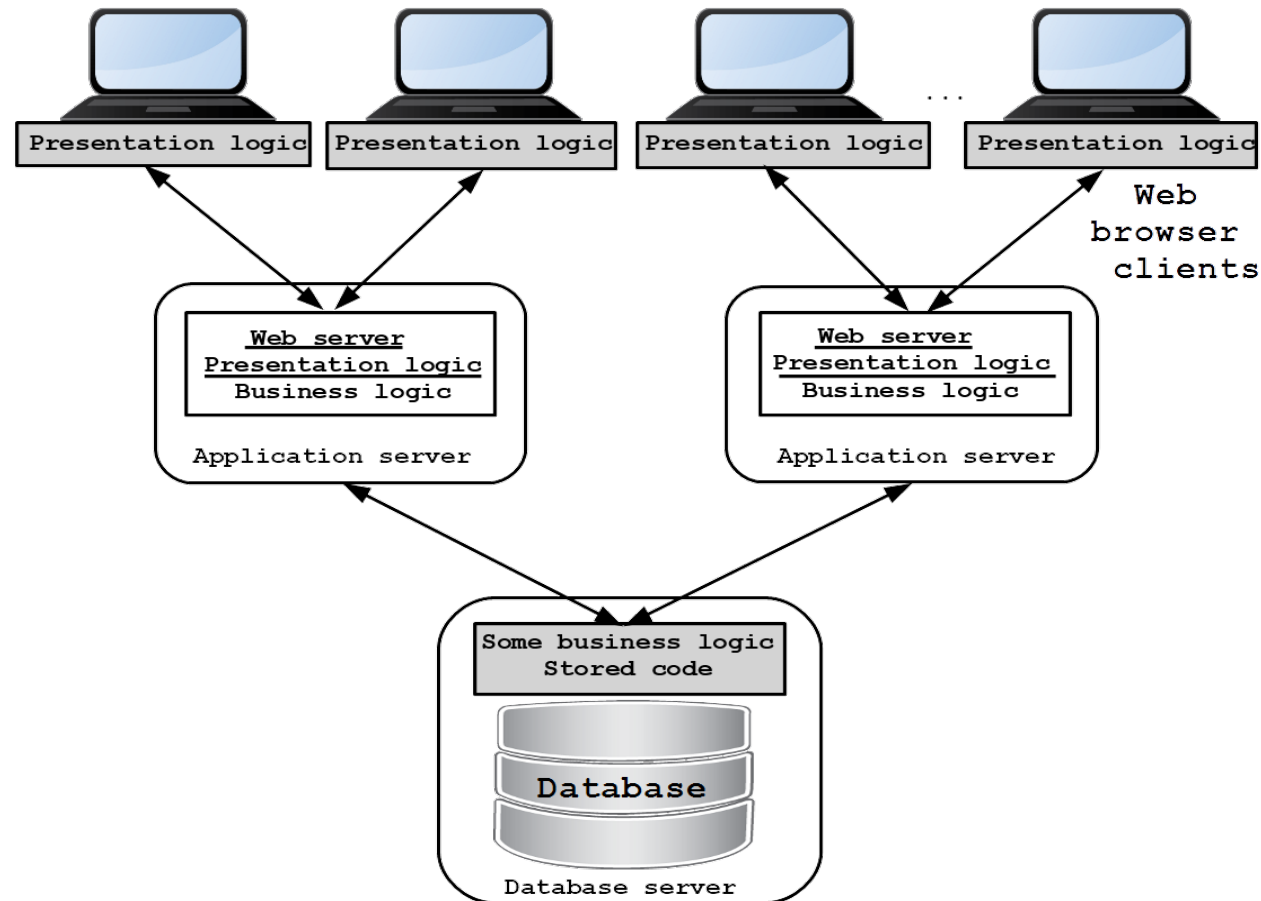 Presentation logic
Presentation logic
Presentation logic
. . .
Presentation logic
Web
browser
clients
Web server
Presentation logic
Business logic
Application server
Web server
Presentation logic
Business logic
Application server
Some business logic
Stored code
Database
Database server